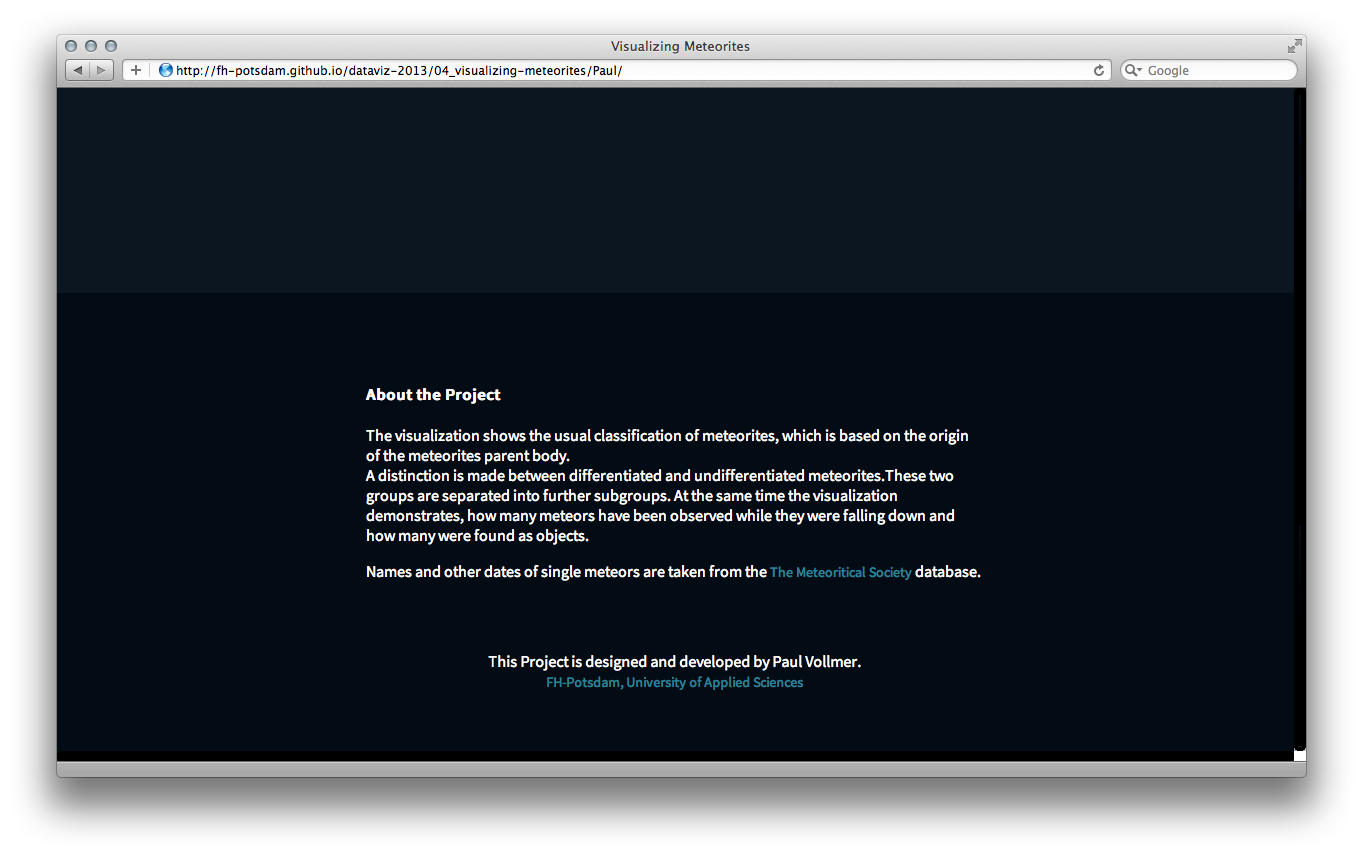 Visualizing Meteorites
http://fh-potsdam.github.io/dataviz-2013/04_visualizing-meteorites/Paul/
Google
About the Project
The visualization shows the usual classification of meteorites, which is based on the origin
of the meteorites parent body.
A distinction is made between differentiated and undifferentiated meteorites.These two
groups are separated into further subgroups. At the same time the visualization
demonstrates, how many meteors have been observed while they were falling down and
how many were found as objects.
Names and other dates of single meteors are taken from the The Meteoritical Society database.
This Project is designed and developed by Paul Vollmer.
FH-Potsdam, University of Applied Sciences